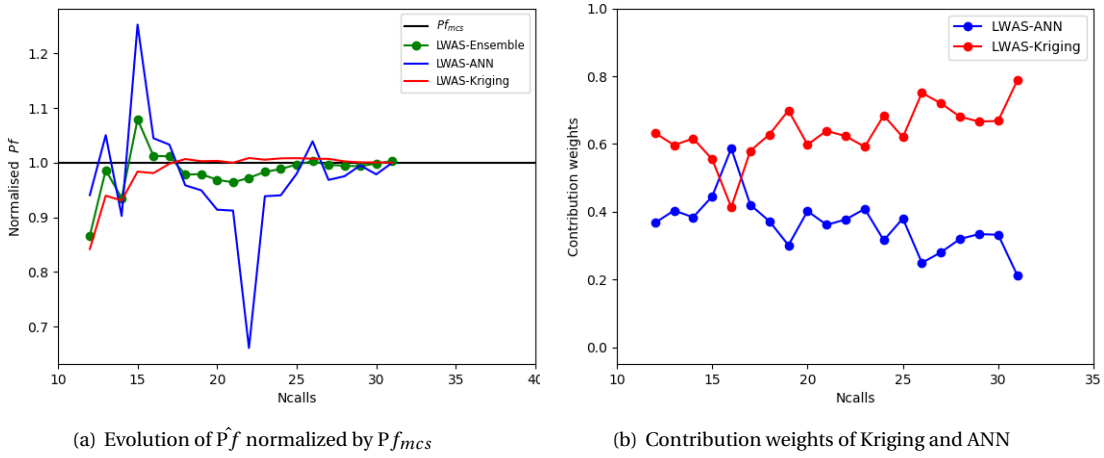 Pf_mcs
LWAS-Ensemble
LWAS-ANN
LWAS-Kriging
1.2
1.1
1.0
0.9
0.8
0.7
Normalised Pf
10 15 20 25 30 35 40
Ncalls
(a) Evolution of P̂f normalized by Pf_mcs
LWAS-ANN
LWAS-Kriging
1.0
0.8
0.6
0.4
0.2
0.0
Contribution weights
10 15 20 25 30 35
Ncalls
(b) Contribution weights of Kriging and ANN